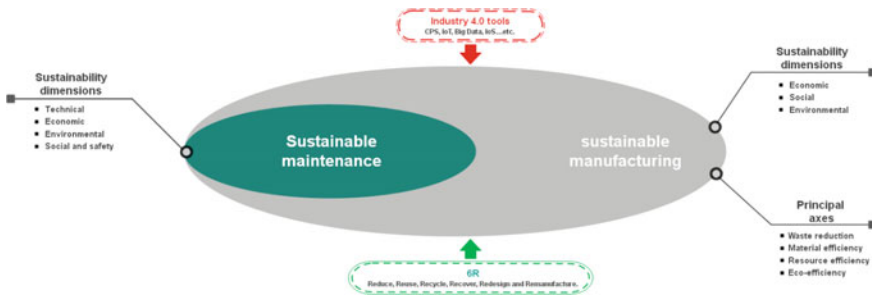 Industry 4.0 tools
CPS, IoT, Big Data, IoS....etc.
Sustainability
dimensions
Technical
Economic
Environmental
Social and safety
Sustainable
maintenance
sustainable
manufacturing
Sustainability
dimensions
Economic
Social
Environmental
Principal
axes
Waste reduction
Material efficiency
Resource efficiency
Eco-efficiency
6R
Reduce, Reuse, Recycle, Recover, Redesign and Remanufacture.